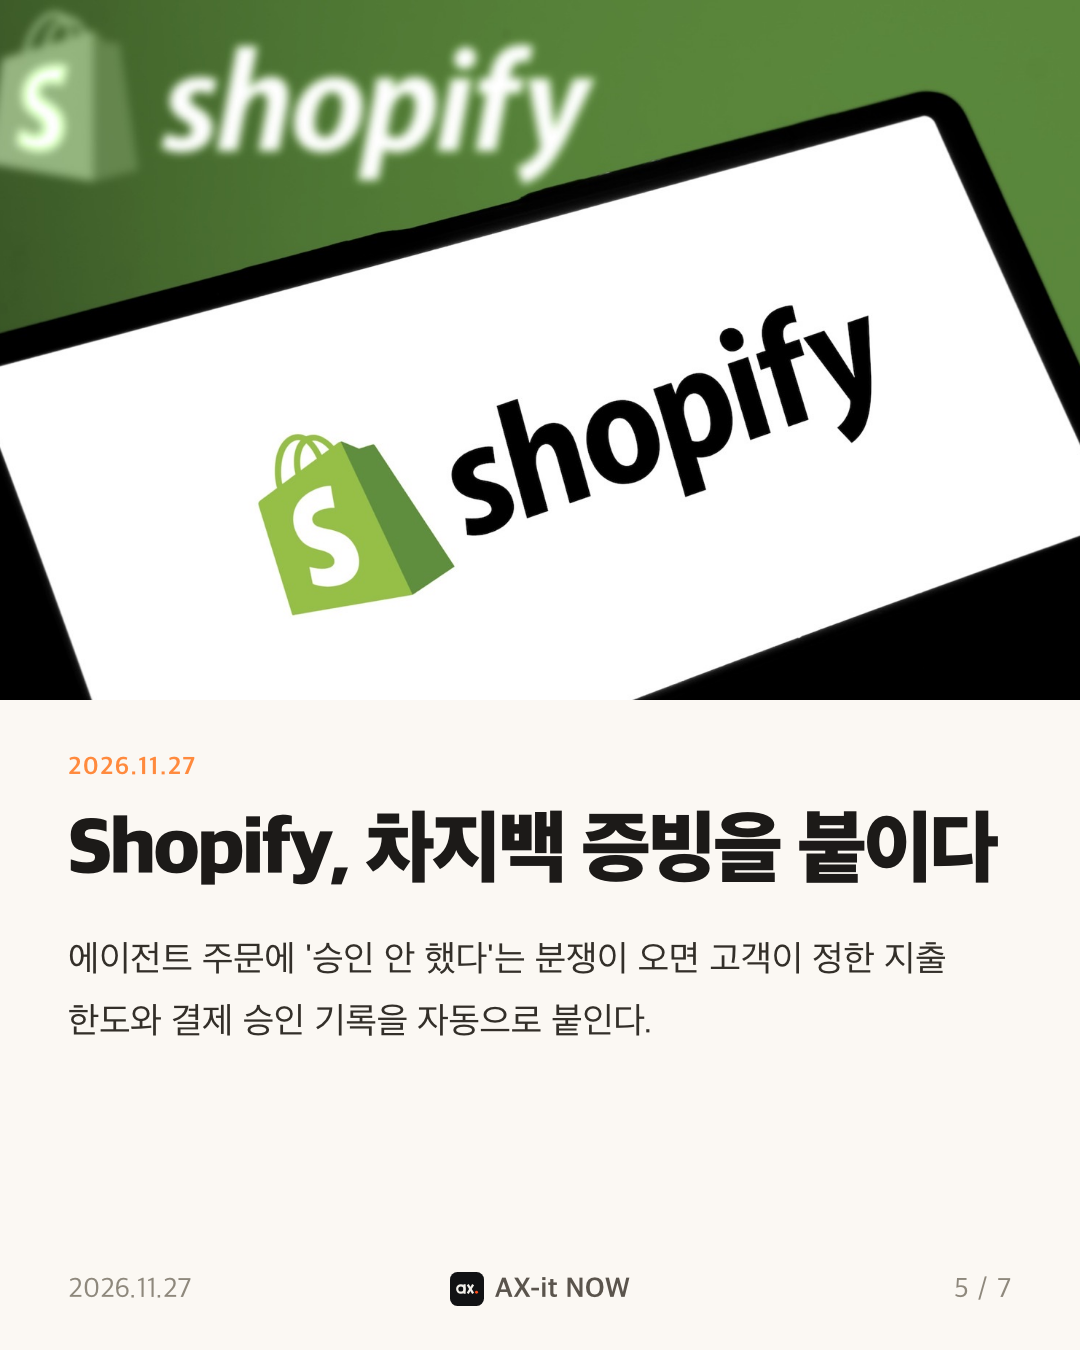 S shopify
S shopify
2026.11.27
Shopify, 차지백 증빙을 붙이다
에이전트 주문에 '승인 안 했다'는 분쟁이 오면 고객이 정한 지출
한도와 결제 승인 기록을 자동으로 붙인다.
2026.11.27
ax. AX-it NOW
5 / 7